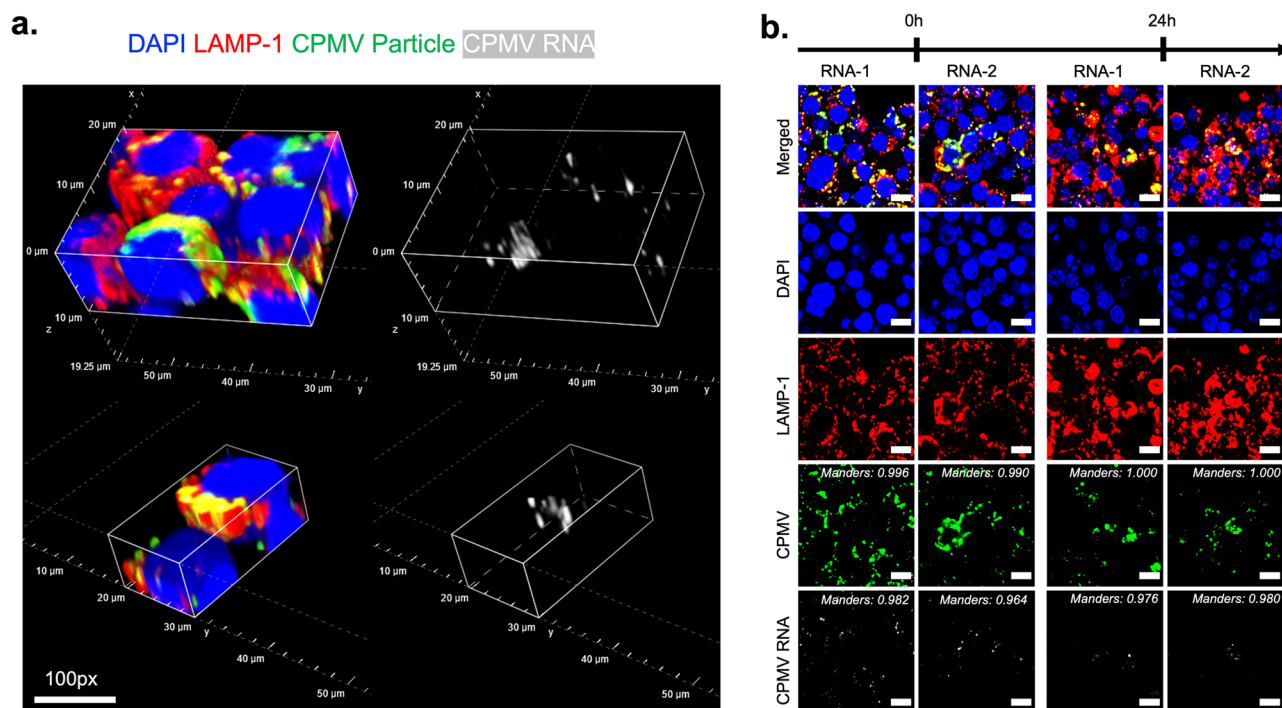 a.
DAPI LAMP-1 CPMV Particle CPMV RNA
x
20 µm
10 µm
0 µm
10 µm
z
19.25 µm
50 µm
40 µm
30 µm
y
x
20 µm
10 µm
0 µm
10 µm
z
19.25 µm
50 µm
40 µm
30 µm
y
10 µm
20 µm
30 µm
y
40 µm
50 µm
10 µm
20 µm
30 µm
y
40 µm
50 µm
100px
b.
0h 24h
RNA-1 RNA-2 RNA-1 RNA-2
Merged
DAPI
LAMP-1
CPMV
Manders: 0.996 Manders: 0.990 Manders: 1.000 Manders: 1.000
CPMV RNA
Manders: 0.982 Manders: 0.964 Manders: 0.976 Manders: 0.980